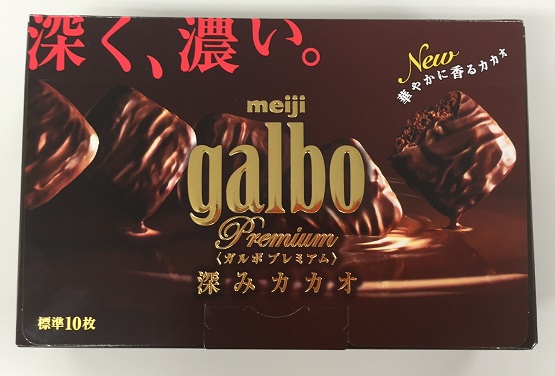 深く、濃い。
New
華やかに香るカカオ
meiji
galbo
Premium
〈ガルボ プレミアム〉
深みカカオ
標準10枚